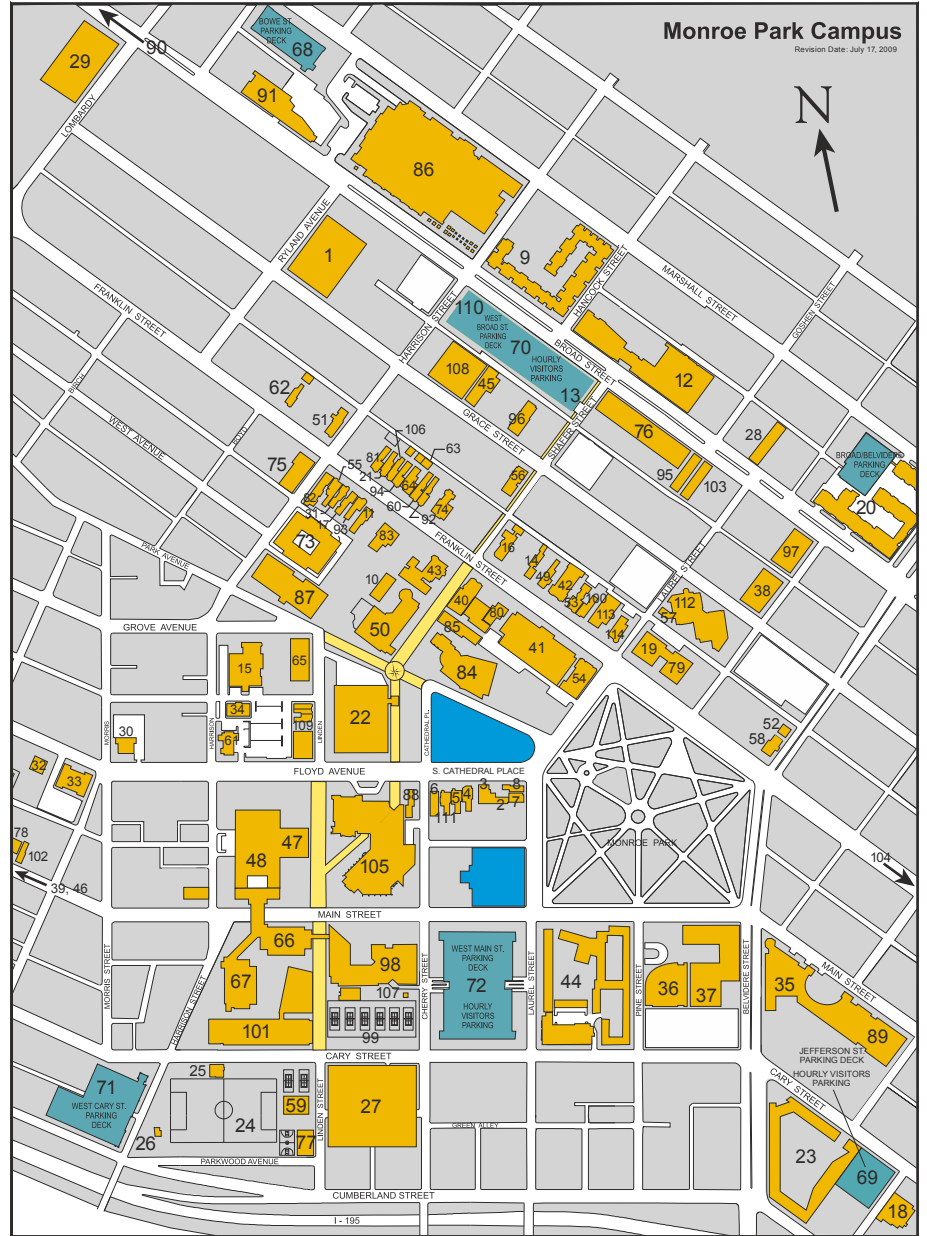 Monroe Park Campus
Revision Date: July 17, 2009
N
90
29
BOWE ST.
PARKING
DECK
68
91
LOMBARDY
86
RYLAND AVENUE
1
9
HANCOCK STREET
MARSHALL STREET
GOSHEN STREET
FRANKLIN STREET
HARRISON STREET
110
WEST
BROAD ST.
PARKING
DECK
70
HOURLY
VISITORS
PARKING
13
BROAD STREET
12
108
45
96
GRACE STREET
SHAFER STREET
76
28
BROAD/BELVIDERE
PARKING
DECK
20
62
51
BIRCH
BOYD
WEST AVENUE
106
63
81
21
94
64
60
92
74
56
95
103
75
55
82
31
17
93
11
83
73
FRANKLIN STREET
16
14
49
42
53
100
113
114
LAUREL STREET
97
38
112
57
PARK AVENUE
87
10
43
50
40
80
85
41
54
84
19
79
GROVE AVENUE
15
65
34
61
109
22
30
MORRIS
HARRISON
LINDEN
CATHEDRAL PL.
52
58
32
33
FLOYD AVENUE
S. CATHEDRAL PLACE
88
6
111
5
4
3
2
8
7
78
102
39, 46
47
48
105
MONROE PARK
104
MAIN STREET
66
67
98
107
99
101
MORRIS STREET
HARRISON STREET
CHERRY STREET
WEST MAIN ST.
PARKING
DECK
72
HOURLY
VISITORS
PARKING
LAUREL STREET
44
PINE STREET
36
37
BELVIDERE STREET
35
MAIN STREET
89
CARY STREET
JEFFERSON ST.
PARKING DECK
HOURLY VISITORS
PARKING
CARY STREET
71
WEST CARY ST.
PARKING
DECK
25
24
26
59
77
LINDEN STREET
27
GREEN ALLEY
23
69
18
PARKWOOD AVENUE
CUMBERLAND STREET
I - 195